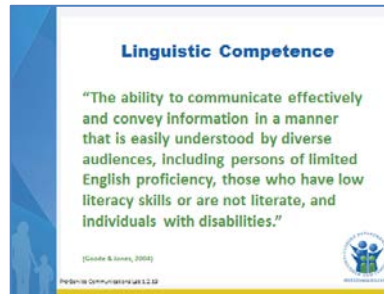 Linguistic Competence
“The ability to communicate effectively
and convey information in a manner
that is easily understood by diverse
audiences, including persons of limited
English proficiency, those who have low
literacy skills or are not literate, and
individuals with disabilities.”
(Goode & Jones, 2004)